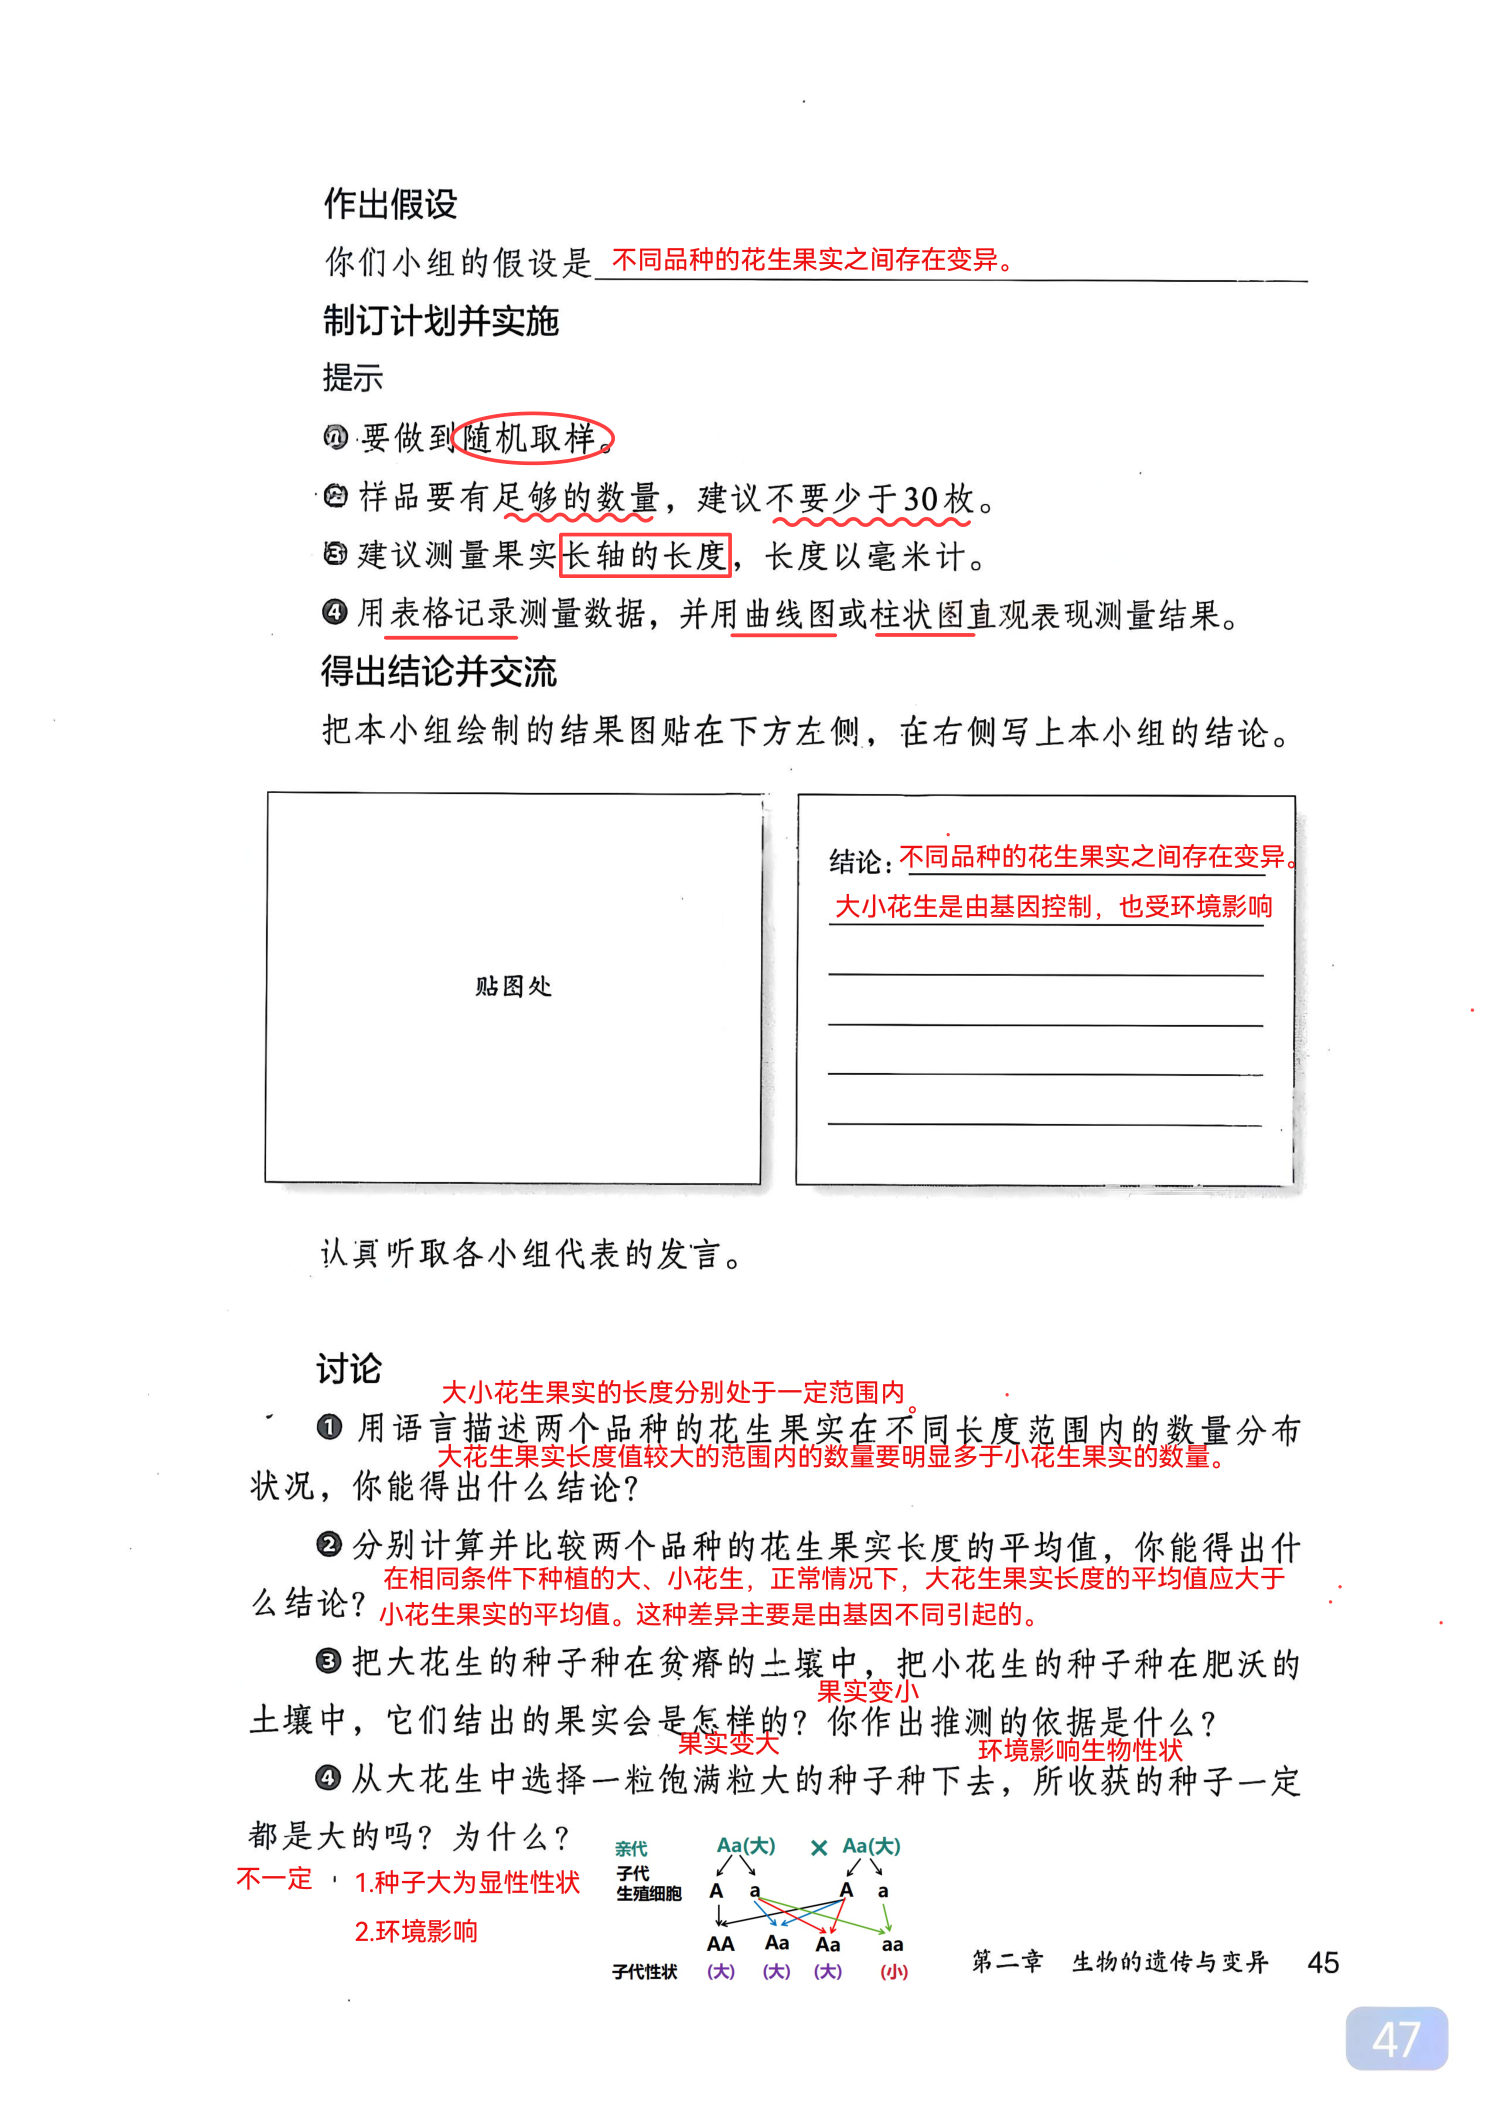 作出假设
你们小组的假设是 不同品种的花生果实之间存在变异。
制订计划并实施
提示
❶ 要做到随机取样。
❷ 样品要有足够的数量，建议不要少于30枚。
❸ 建议测量果实长轴的长度，长度以毫米计。
❹ 用表格记录测量数据，并用曲线图或柱状图直观表现测量结果。
得出结论并交流
把本小组绘制的结果图贴在下方左侧，在右侧写上本小组的结论。
贴图处
结论：不同品种的花生果实之间存在变异。
大小花生是由基因控制，也受环境影响
认真听取各小组代表的发言。
讨论
大小花生果实的长度分别处于一定范围内。
❶ 用语言描述两个品种的花生果实在不同长度范围内的数量分布
大花生果实长度值较大的范围内的数量要明显多于小花生果实的数量。
状况，你能得出什么结论？
❷ 分别计算并比较两个品种的花生果实长度的平均值，你能得出什
在相同条件下种植的大、小花生，正常情况下，大花生果实长度的平均值应大于
么结论？
小花生果实的平均值。这种差异主要是由基因不同引起的。
❸ 把大花生的种子种在贫瘠的土壤中，把小花生的种子种在肥沃的
果实变小
土壤中，它们结出的果实会是怎样的？你作出推测的依据是什么？
果实变大
环境影响生物性状
❹ 从大花生中选择一粒饱满粒大的种子种下去，所收获的种子一定
都是大的吗？为什么？
不一定
1.种子大为显性性状
2.环境影响
亲代 Aa(大) × Aa(大)
子代
生殖细胞 A a A a
AA Aa Aa aa
子代性状 (大) (大) (大) (小)
第二章 生物的遗传与变异 45
47